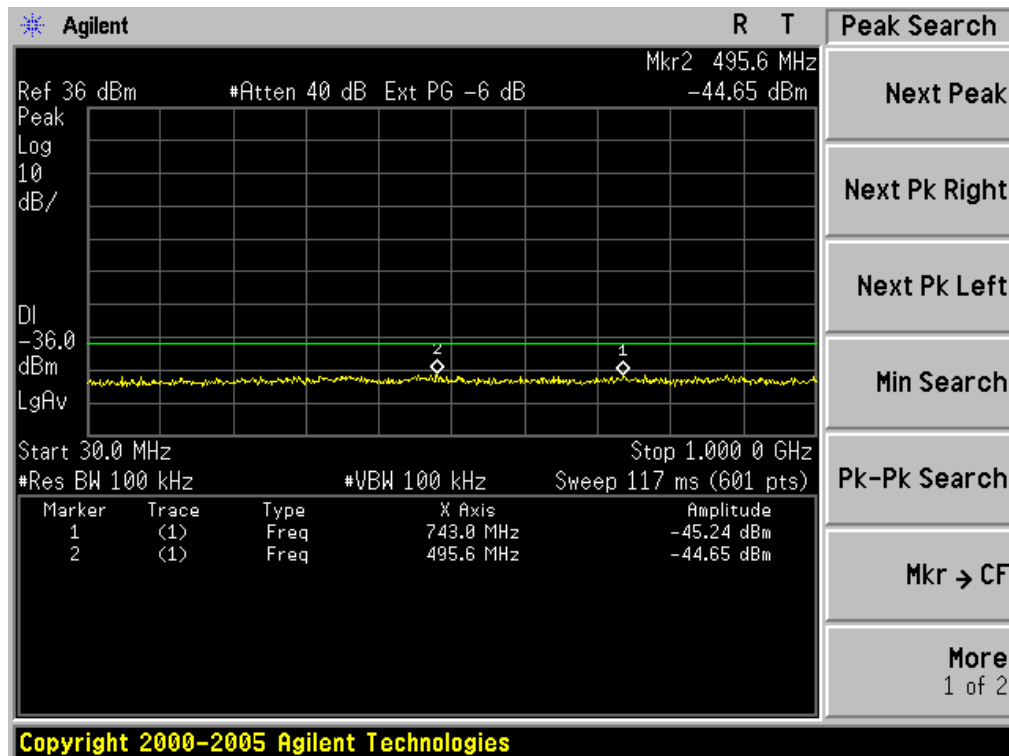 Agilent
R T
Peak Search
Mkr2 495.6 MHz
Ref 36 dBm #Atten 40 dB Ext PG -6 dB -44.65 dBm
Peak
Log
10
dB/
DI
-36.0
dBm
LgAv
2
1
Start 30.0 MHz Stop 1.000 0 GHz
#Res BW 100 kHz #VBW 100 kHz Sweep 117 ms (601 pts)
Marker Trace Type X Axis Amplitude
1 (1) Freq 743.0 MHz -45.24 dBm
2 (1) Freq 495.6 MHz -44.65 dBm
Next Peak
Next Pk Right
Next Pk Left
Min Search
Pk-Pk Search
Mkr → CF
More
1 of 2
Copyright 2000-2005 Agilent Technologies